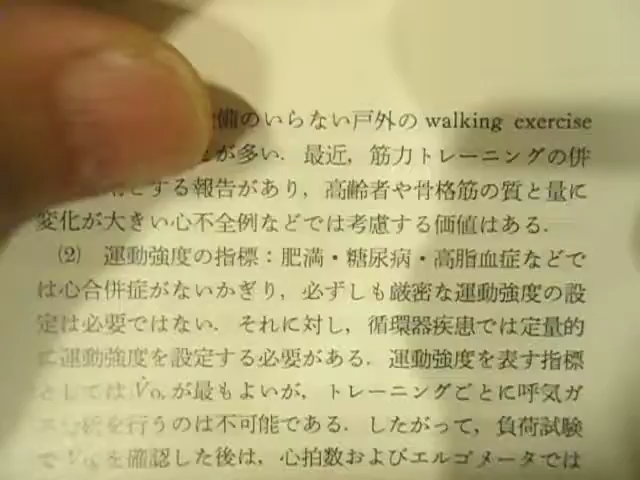 備のいらない戸外の walking exercise
とが多い．最近，筋力トレーニングの併
とする報告があり，高齢者や骨格筋の質と量に
変化が大きい心不全例などでは考慮する価値はある．
(2) 運動強度の指標：肥満・糖尿病・高脂血症などで
は心合併症がないかぎり，必ずしも厳密な運動強度の設
定は必要ではない．それに対し，循環器疾患では定量的
に運動強度を設定する必要がある．運動強度を表す指標
としてはV̇o₂が最もよいが，トレーニングごとに呼気ガ
を行うのは不可能である．したがって，負荷試験
で を確認した後は，心拍数およびエルゴメータでは